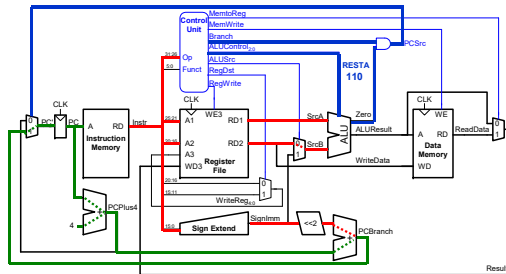 MemtoReg
Control
Unit
MemWrite
Branch
ALUControl2:0
PCSrc
31:26
Op
ALUSrc
5:0
Funct
RegDst
RESTA
110
RegWrite
CLK
CLK
CLK
0
1
PC'
PC
A
RD
Instruction
Memory
Instr
20:21
A1
WE3
RD1
SrcA
Zero
WE
0
1
A2
RD2
0
1
SrcB
ALU
ALUResult
A
RD
ReadData
A3
Register
File
Data
Memory
WD3
WriteData
WD
20:16
0
15:11
1
WriteReg4:0
PCPlus4
+
4
SignImm
15:0
Sign Extend
<<2
+
PCBranch
Resul